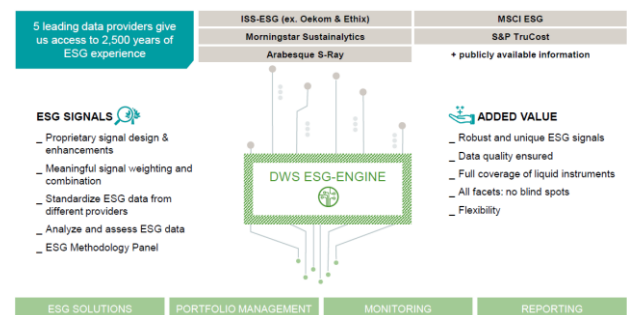 5 leading data providers give
us access to 2,500 years of
ESG experience
ISS-ESG (ex. Oekom & Ethix)
MSCI ESG
Morningstar Sustainalytics
S&P TruCost
Arabesque S-Ray
+ publicly available information
ESG SIGNALS
_ Proprietary signal design &
enhancements
_ Meaningful signal weighting and
combination
_ Standardize ESG data from
different providers
_ Analyze and assess ESG data
_ ESG Methodology Panel
DWS ESG-ENGINE
ADDED VALUE
_ Robust and unique ESG signals
_ Data quality ensured
_ Full coverage of liquid instruments
_ All facets: no blind spots
_ Flexibility
ESG SOLUTIONS
PORTFOLIO MANAGEMENT
MONITORING
REPORTING